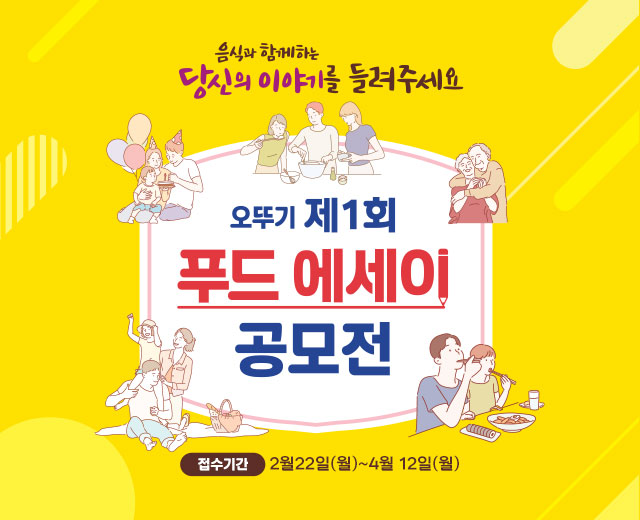 음식과 함께하는
당신의 이야기를 들려주세요
오뚜기 제1회
푸드 에세이
공모전
접수기간 2월22일(월)~4월 12일(월)